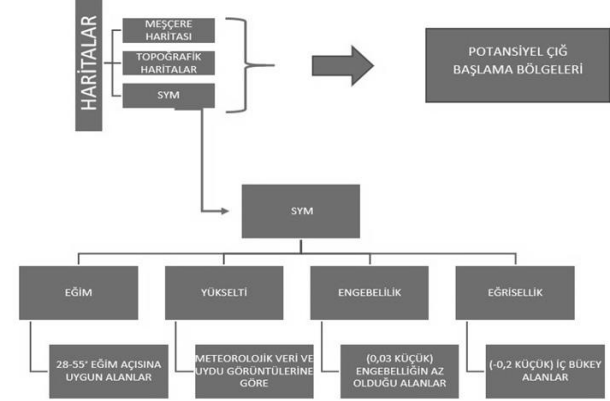 HARİTALAR
MEŞÇERE
HARİTASI
TOPOĞRAFİK
HARİTALAR
SYM
POTANSİYEL ÇIĞ
BAŞLAMA BÖLGELERİ
SYM
EĞİM
YÜKSELTİ
ENGEBELİLİK
EĞRİSELLİK
28-55° EĞİM AÇISINA
UYGUN ALANLAR
METEOROLOJİK VERİ VE
UYDU GÖRÜNTÜLERİNE
GÖRE
(0,03 KÜÇÜK)
ENGEBELLİĞİN AZ
OLDUĞU ALANLAR
(-0,2 KÜÇÜK) İÇ BÜKEY
ALANLAR